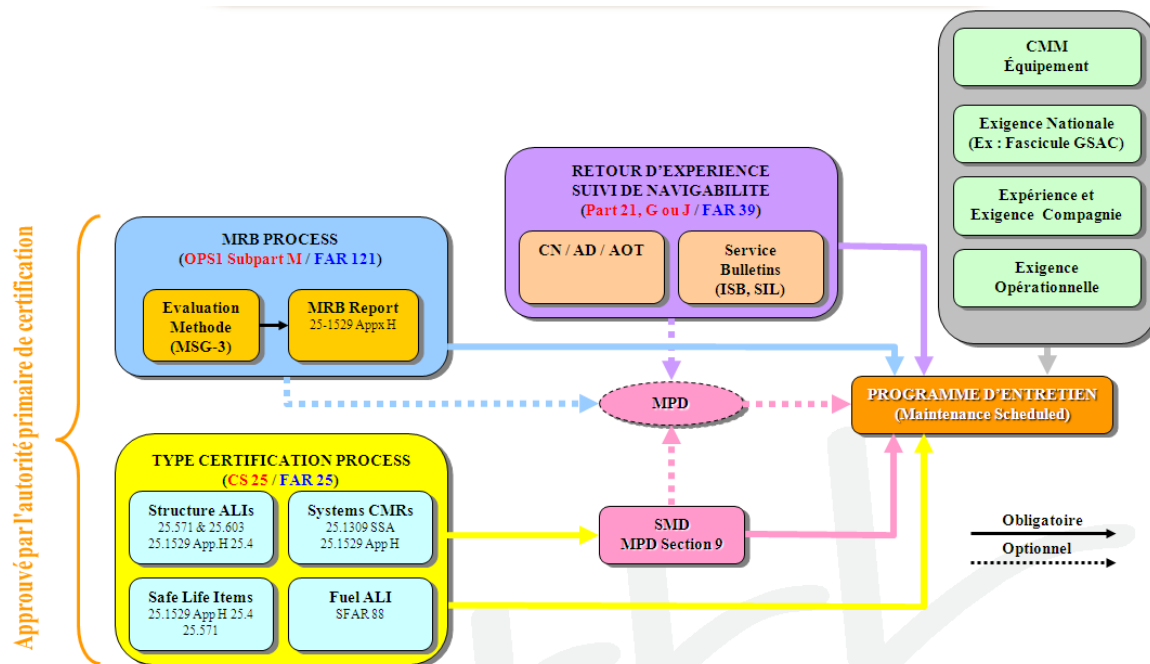 Approuvé par l'autorité primaire de certification
MRB PROCESS
(OPS1 Subpart M / FAR 121)
Evaluation
Methode
(MSG-3)
MRB Report
25-1529 Appx H
TYPE CERTIFICATION PROCESS
(CS 25 / FAR 25)
Structure ALIs
25.571 & 25.603
25.1529 App.H 25.4
Systems CMRs
25.1309 SSA
25.1529 App H
Safe Life Items
25.1529 App H 25.4
25.571
Fuel ALI
SFAR 88
RETOUR D'EXPERIENCE
SUIVI DE NAVIGABILITE
(Part 21, G ou J / FAR 39)
CN / AD / AOT
Service
Bulletins
(ISB, SIL)
MPD
SMD
MPD Section 9
CMM
Équipement
Exigence Nationale
(Ex : Fascicule GSAC)
Expérience et
Exigence Compagnie
Exigence
Opérationnelle
PROGRAMME D'ENTRETIEN
(Maintenance Scheduled)
Obligatoire
Optionnel